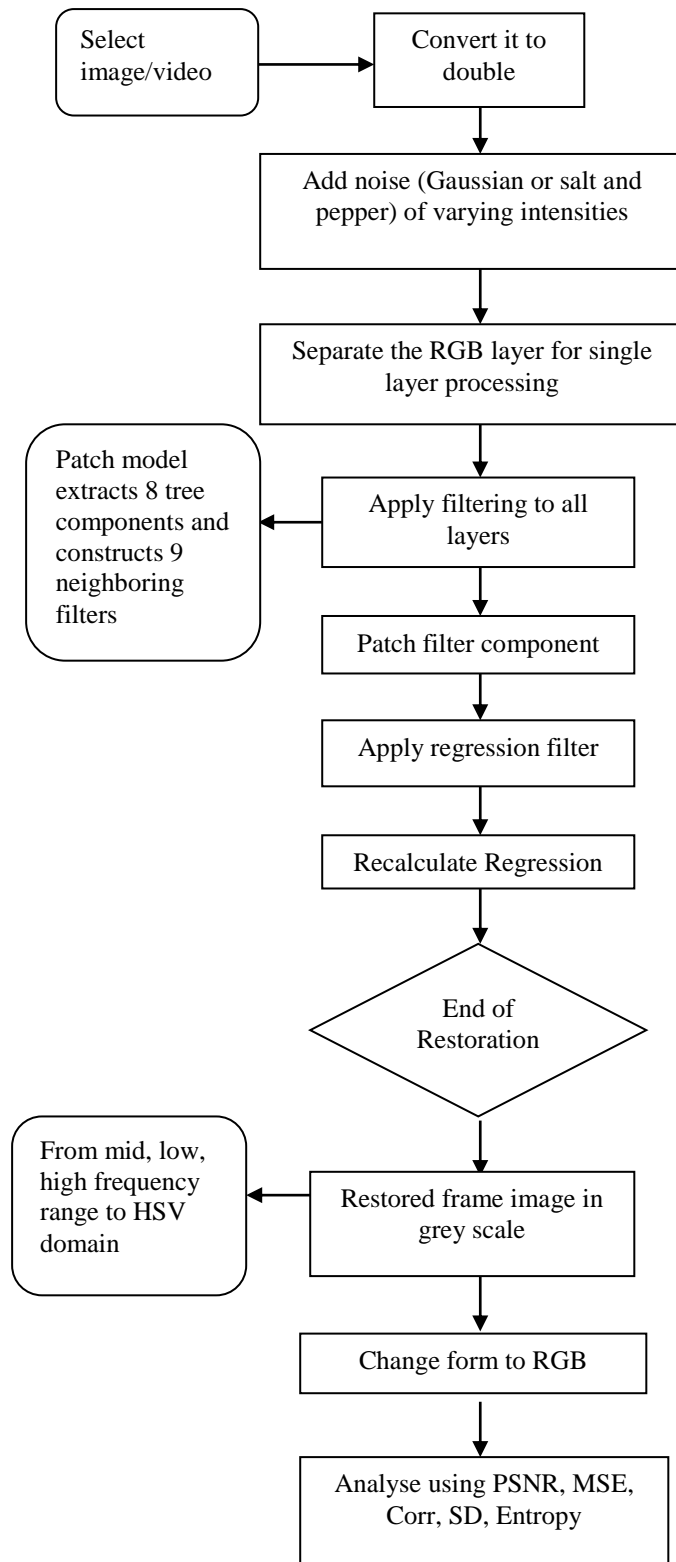 Select
image/video
Convert it to
double
Add noise (Gaussian or salt and
pepper) of varying intensities
Separate the RGB layer for single
layer processing
Patch model
extracts 8 tree
components and
constructs 9
neighboring
filters
Apply filtering to all
layers
Patch filter component
Apply regression filter
Recalculate Regression
End of
Restoration
From mid, low,
high frequency
range to HSV
domain
Restored frame image in
grey scale
Change form to RGB
Analyse using PSNR, MSE,
Corr, SD, Entropy